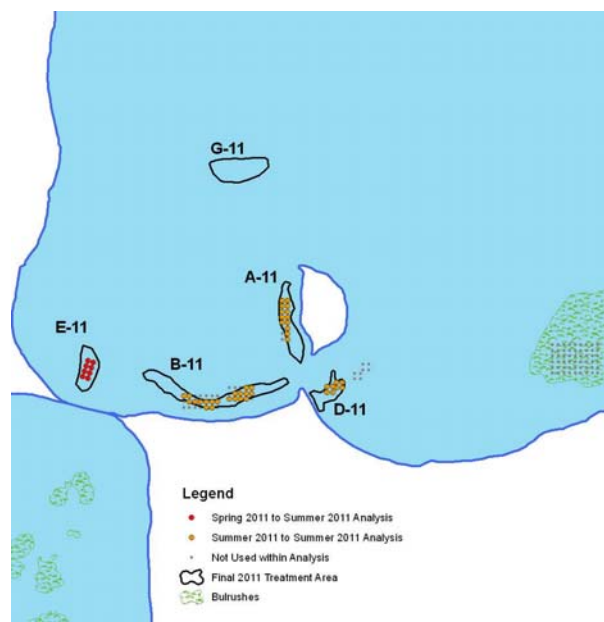 G-11
A-11
E-11
B-11
D-11
Legend
Spring 2011 to Summer 2011 Analysis
Summer 2011 to Summer 2011 Analysis
Not Used within Analysis
Final 2011 Treatment Area
Bulrushes